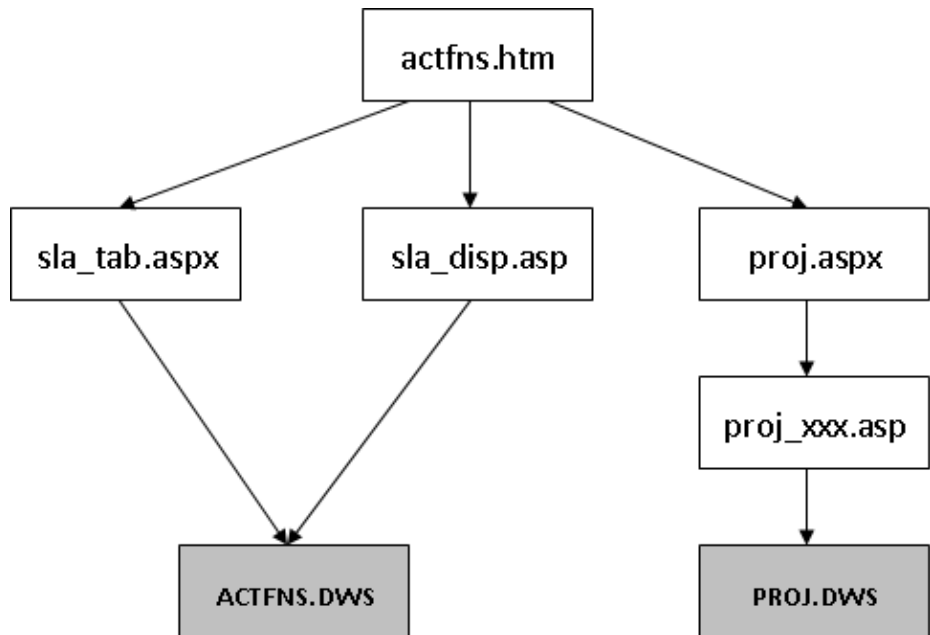 actfns.htm
sla_tab.aspx
sla_disp.asp
proj.aspx
proj_xxx.asp
ACTFNS.DWS
PROJ.DWS